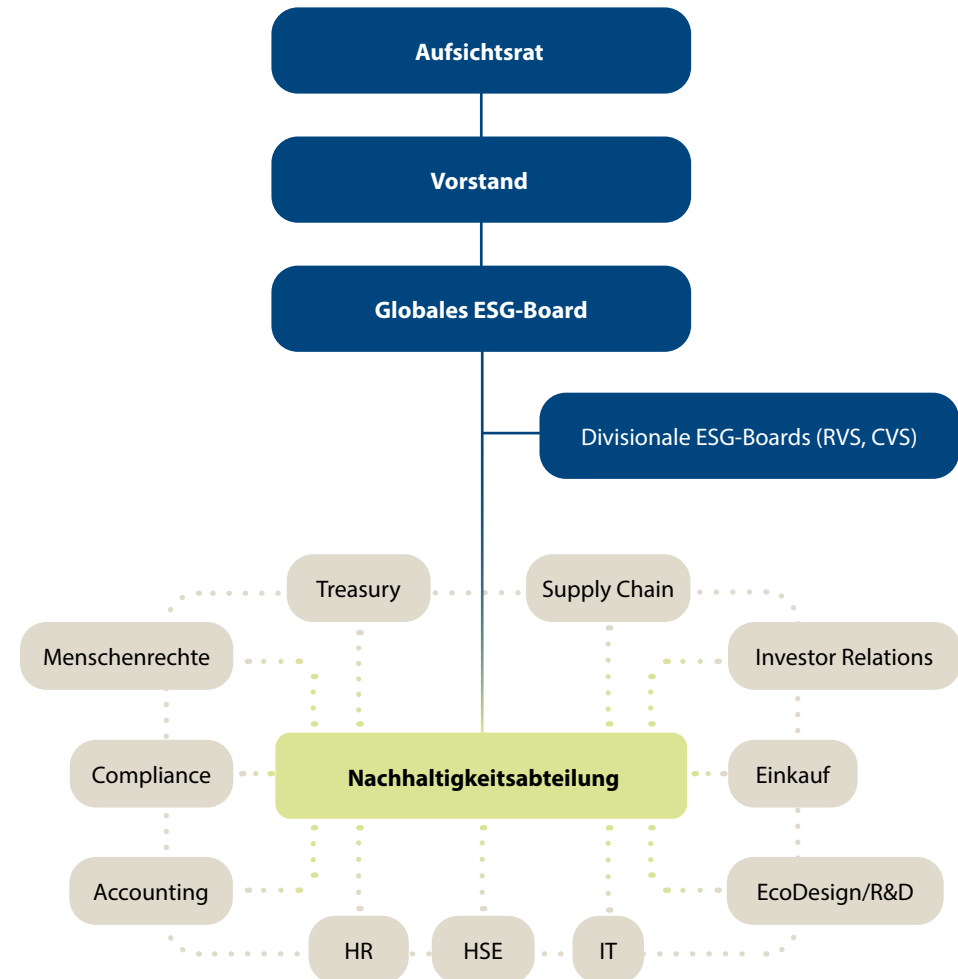 Aufsichtsrat
Vorstand
Globales ESG-Board
Divisionale ESG-Boards (RVS, CVS)
Treasury
Supply Chain
Menschenrechte
Investor Relations
Compliance
Nachhaltigkeitsabteilung
Einkauf
Accounting
EcoDesign/R&D
HR
HSE
IT